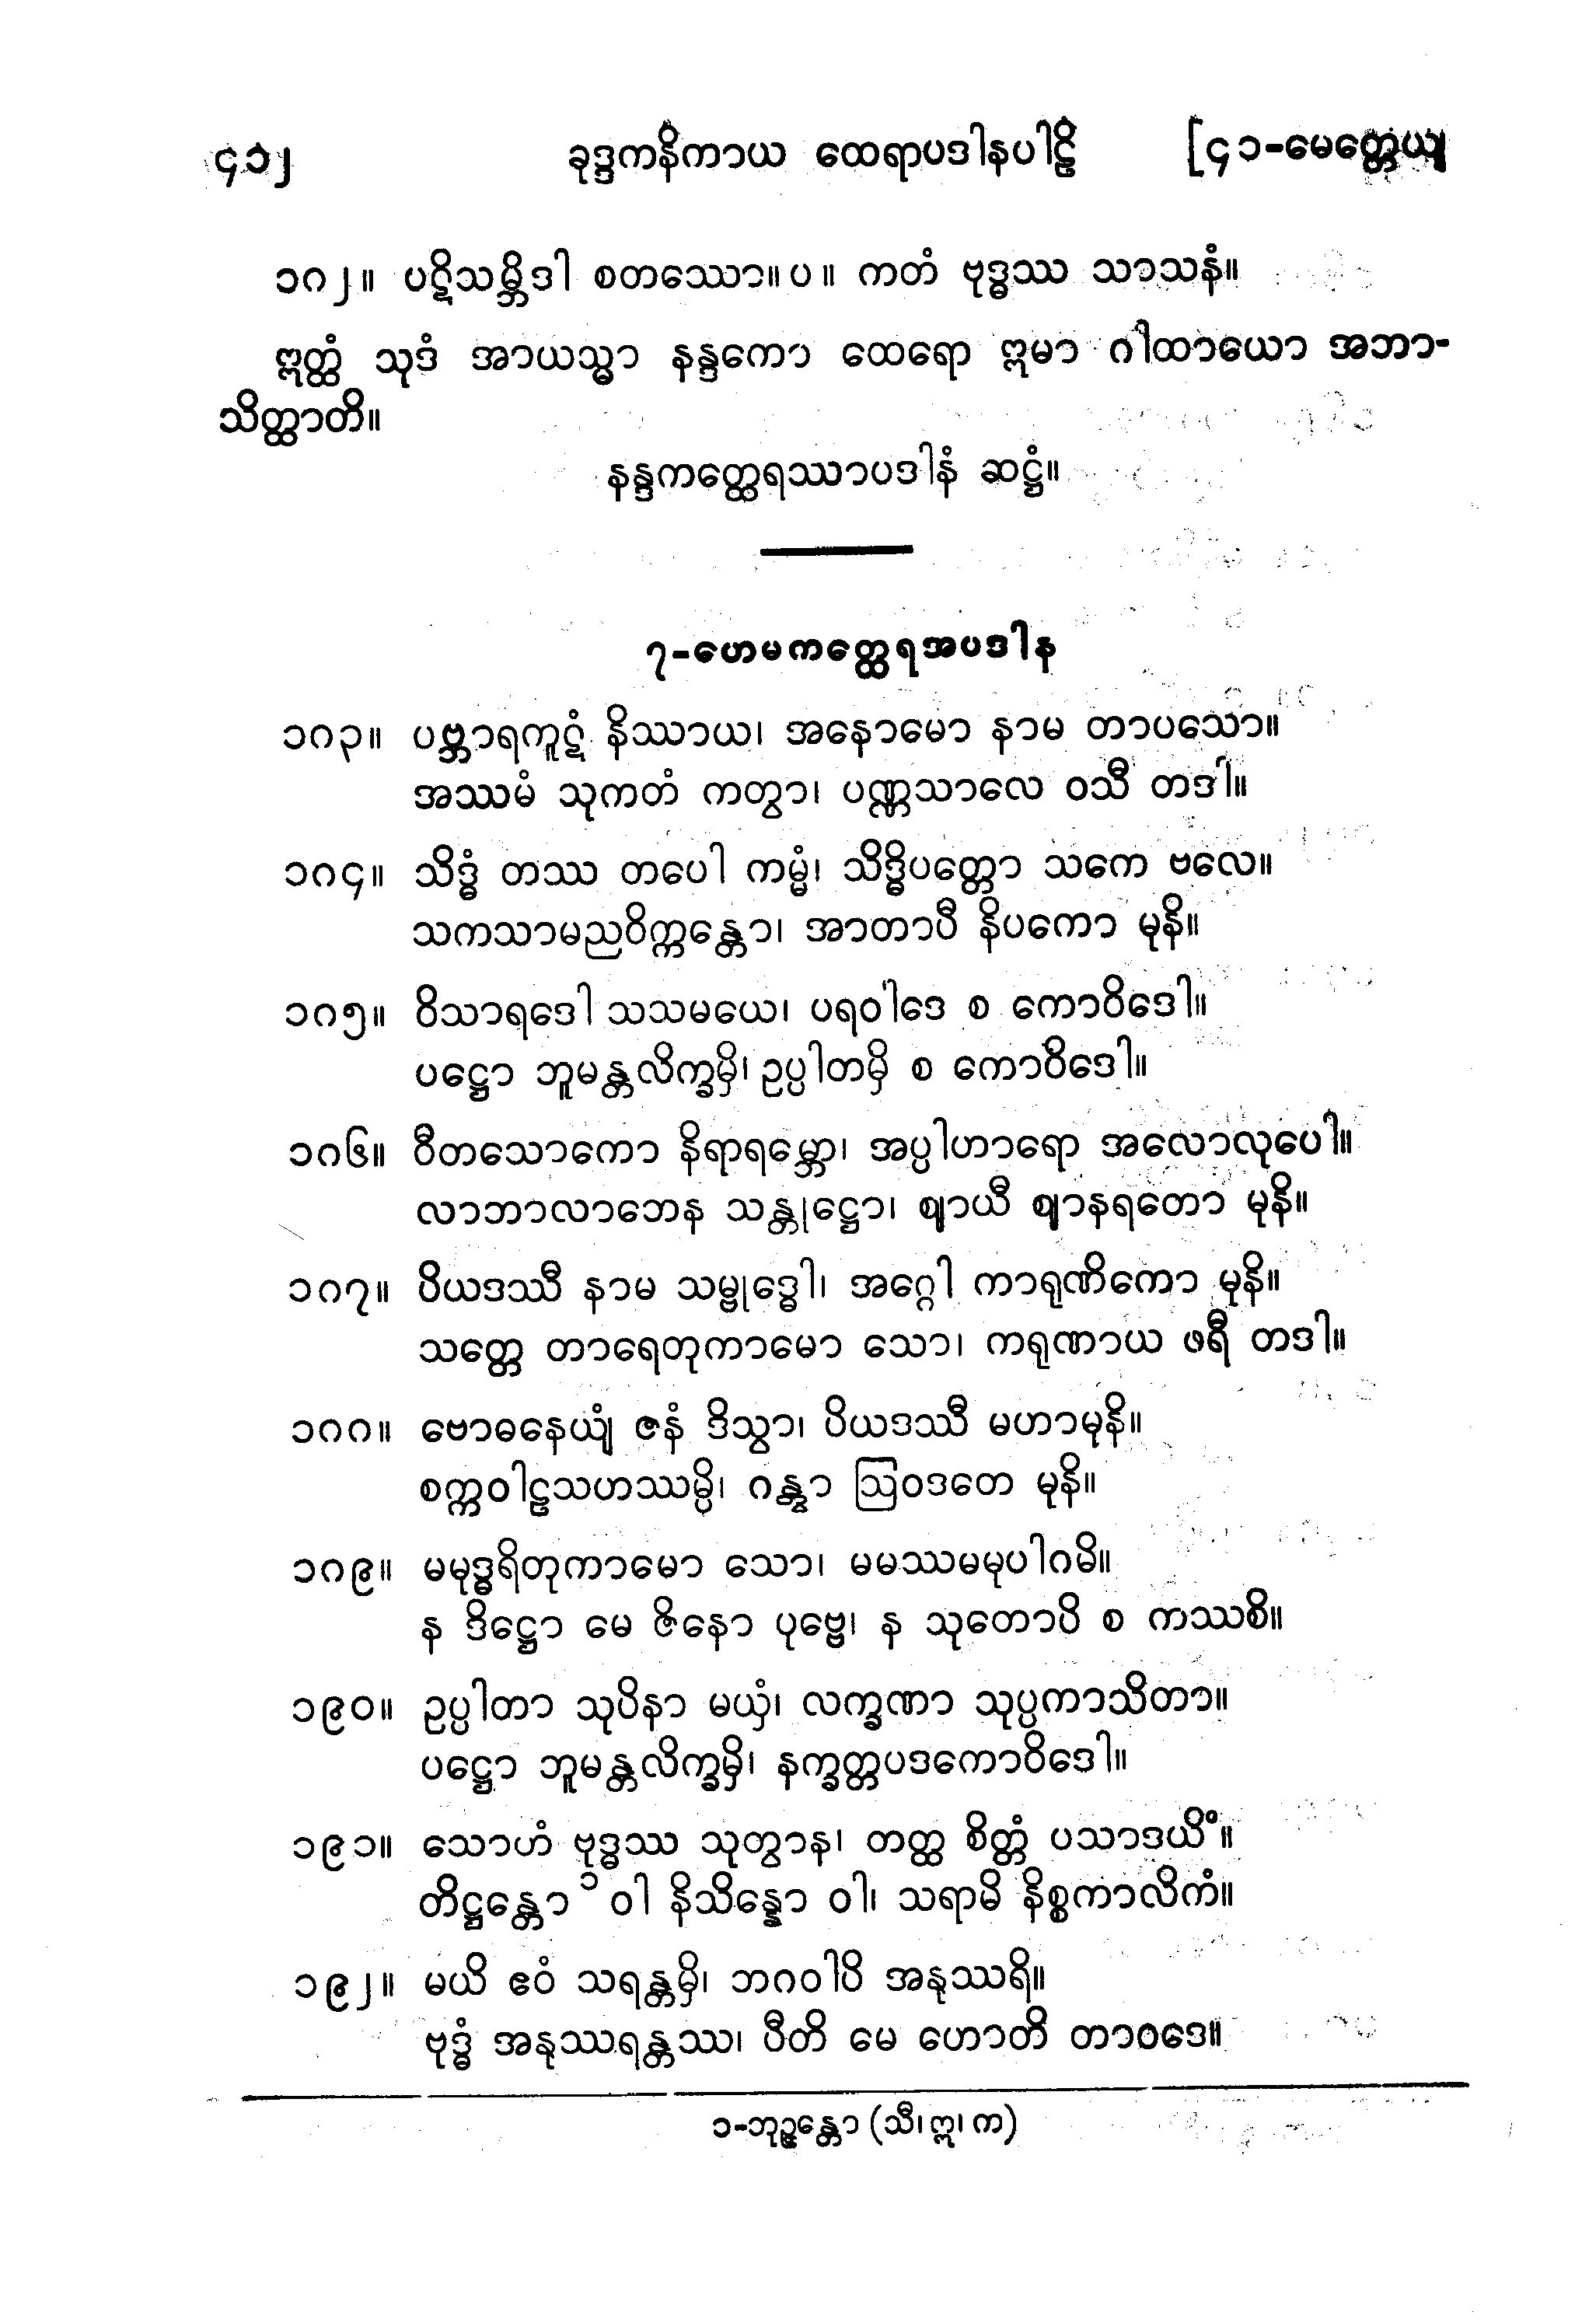 ၄၁၂ ခုဒ္ဒကနိကာယ ထေရာပဒါနပါဠိ [၄၁-မေတ္တေယျ
၁၈၂။ ပဋိသမ္ဘိဒါ စတဿော။ပ။ ကတံ ဗုဒ္ဓဿ သာသနံ။
ဣတ္ထံ သုဒံ အာယသ္မာ နန္ဒကော ထေရော ဣမာ ဂါထာယော အဘာ-
သိတ္ထာတိ။
နန္ဒကတ္ထေရဿာပဒါနံ ဆဋ္ဌံ။
၇-ဟေမကတ္ထေရအပဒါန
၁၈၃။ ပဗ္ဘာရကူဋံ နိဿာယ၊ အနောမော နာမ တာပသော။
အဿမံ သုကတံ ကတွာ၊ ပဏ္ဏသာလေ ဝသီ တဒါ။
၁၈၄။ သိဒ္ဓံ တဿ တပေါ ကမ္မံ၊ သိဒ္ဓိပတ္တော သကေ ဗလေ။
သကသာမညဝိက္ကန္တော၊ အာတာပီ နိပကော မုနိ။
၁၈၅။ ဝိသာရဒေါ သသမယေ၊ ပရဝါဒေ စ ကောဝိဒေါ။
ပဋ္ဌော ဘူမန္တလိက္ခမှိ၊ ဥပ္ပါတမှိ စ ကောဝိဒေါ။
၁၈၆။ ဝီတသောကော နိရာရမ္ဘော၊ အပ္ပါဟာရော အလောလုပေါ။
လာဘာလာဘေန သန္တုဋ္ဌော၊ ဈာယီ ဈာနရတော မုနိ။
၁၈၇။ ပိယဒဿီ နာမ သမ္ဗုဒ္ဓေါ၊ အဂ္ဂေါ ကာရုဏိကော မုနိ။
သတ္တေ တာရေတုကာမော သော၊ ကရုဏာယ ဖရီ တဒါ။
၁၈၈။ ဗောဓနေယျံ ဇနံ ဒိသွာ၊ ပိယဒဿီ မဟာမုနိ။
စက္ကဝါဠသဟဿမ္ပိ၊ ဂန္တွာ ဩဝဒတေ မုနိ။
၁၈၉။ မမုဒ္ဓရိတုကာမော သော၊ မမဿမမုပါဂမိ။
န ဒိဋ္ဌော မေ ဇိနော ပုဗ္ဗေ၊ န သုတောပိ စ ကဿစိ။
၁၉၀။ ဥပ္ပါတာ သုပိနာ မယှံ၊ လက္ခဏာ သုပ္ပကာသိတာ။
ပဋ္ဌော ဘူမန္တလိက္ခမှိ၊ နက္ခတ္တပဒကောဝိဒေါ။
၁၉၁။ သောဟံ ဗုဒ္ဓဿ သုတွာန၊ တတ္ထ စိတ္တံ ပသာဒယိံ။
တိဋ္ဌန္တော ၁ ဝါ နိသိန္နော ဝါ၊ သရာမိ နိစ္စကာလိကံ။
၁၉၂။ မယိ ဧဝံ သရန္တမှိ၊ ဘဂဝါပိ အနုဿရိ။
ဗုဒ္ဓံ အနုဿရန္တဿ၊ ပီတိ မေ ဟောတိ တာဝဒေ။
၁-ဘုဉ္ဇန္တော (သီ၊ ဣ၊ က)